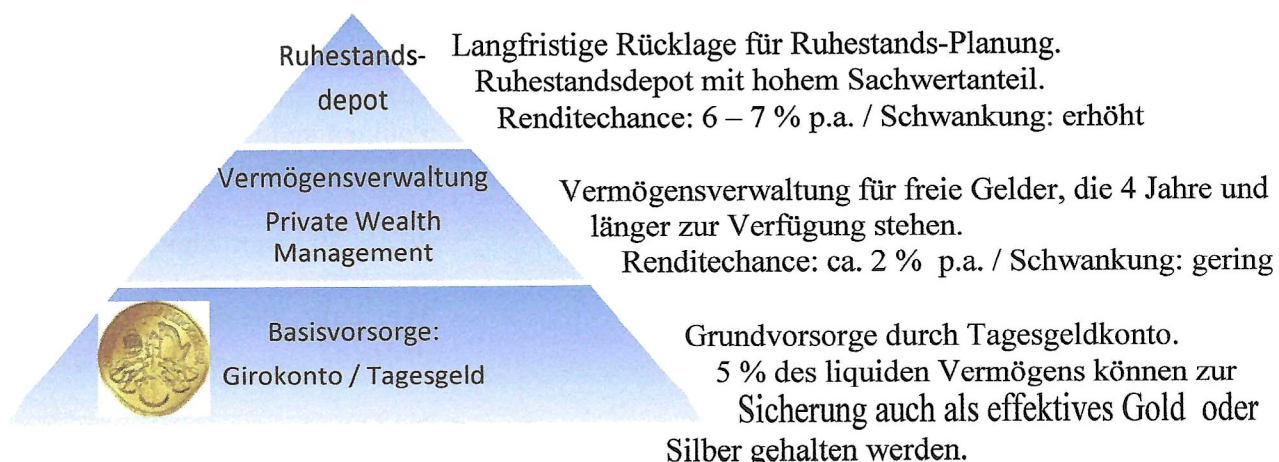 Ruhestands-
depot
Langfristige Rücklage für Ruhestands-Planung.
Ruhestandsdepot mit hohem Sachwertanteil.
Renditechance: 6 – 7 % p.a. / Schwankung: erhöht
Vermögensverwaltung
Private Wealth
Management
Vermögensverwaltung für freie Gelder, die 4 Jahre und
länger zur Verfügung stehen.
Renditechance: ca. 2 % p.a. / Schwankung: gering
Basisvorsorge:
Girokonto / Tagesgeld
Grundvorsorge durch Tagesgeldkonto.
5 % des liquiden Vermögens können zur
Sicherung auch als effektives Gold oder
Silber gehalten werden.